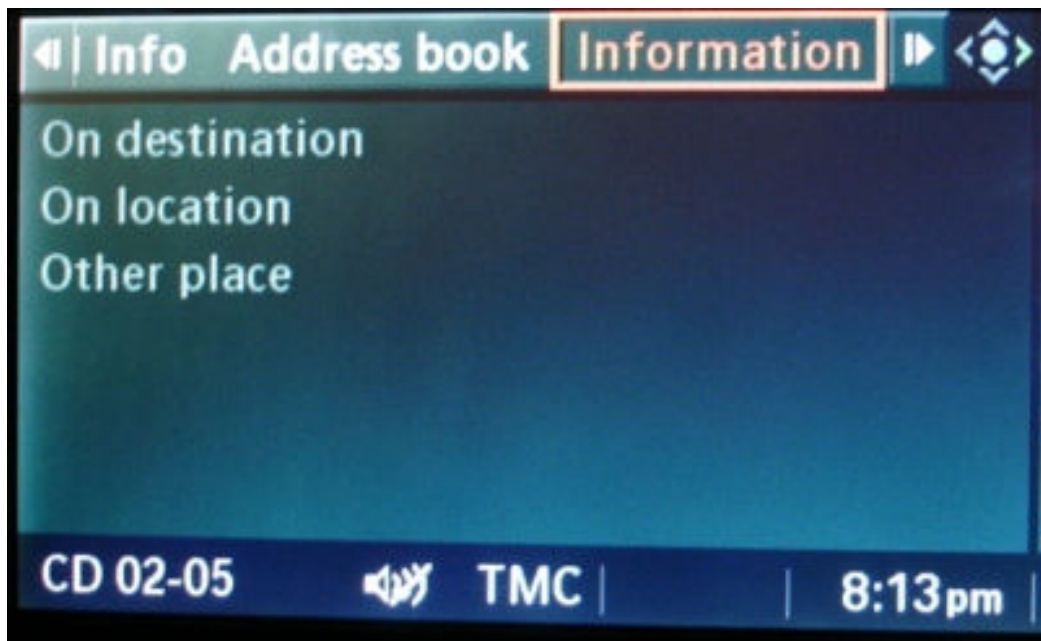 Info Address book Information
On destination
On location
Other place
CD 02-05 TMC 8:13pm